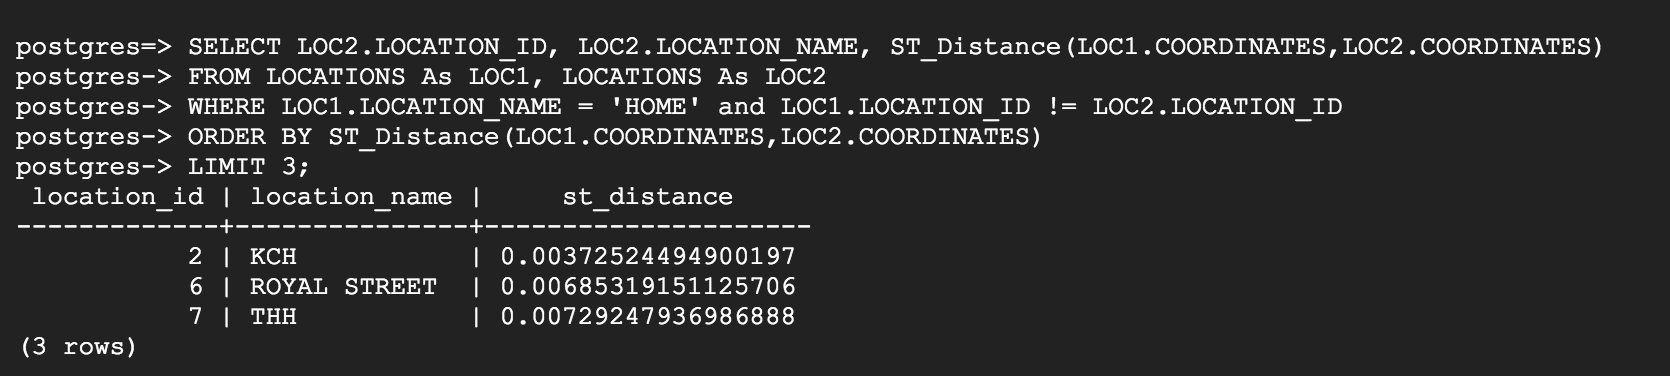 postgres=> SELECT LOC2.LOCATION_ID, LOC2.LOCATION_NAME, ST_Distance(LOC1.COORDINATES,LOC2.COORDINATES)
postgres-> FROM LOCATIONS As LOC1, LOCATIONS As LOC2
postgres-> WHERE LOC1.LOCATION_NAME = 'HOME' and LOC1.LOCATION_ID != LOC2.LOCATION_ID
postgres-> ORDER BY ST_Distance(LOC1.COORDINATES,LOC2.COORDINATES)
postgres-> LIMIT 3;
 location_id | location_name |     st_distance
-------------+---------------+---------------------
           2 | KCH           | 0.00372524494900197
           6 | ROYAL STREET  | 0.00685319151125706
           7 | THH           | 0.00729247936986888
(3 rows)